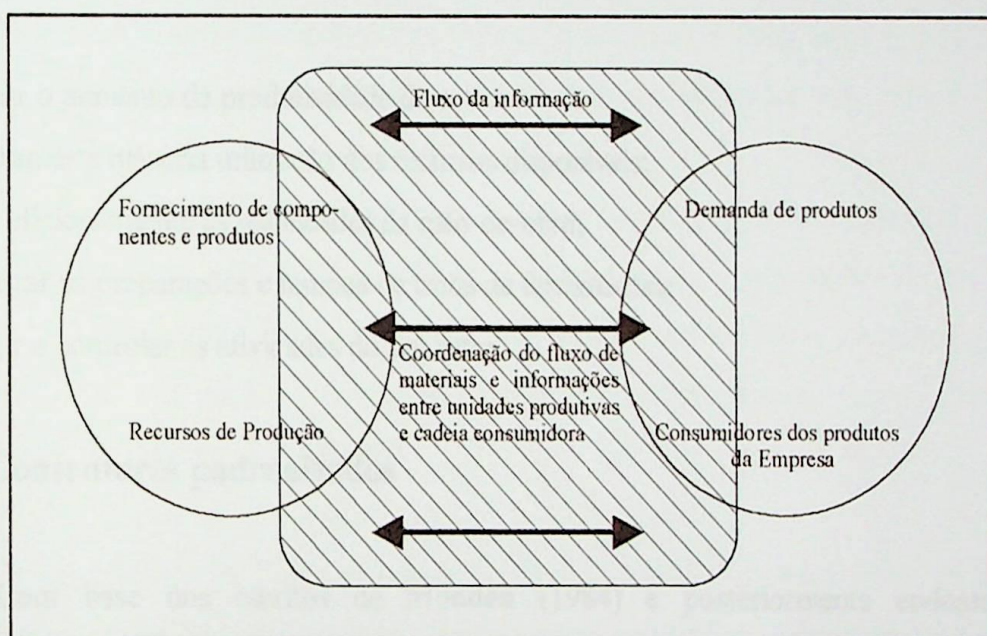 Fluxo da informação
Fornecimento de compo-
nentes e produtos
Demanda de produtos
Coordenação do fluxo de
materiais e informações
entre unidades produtivas
e cadeia consumidora
Recursos de Produção
Consumidores dos produtos
da Empresa